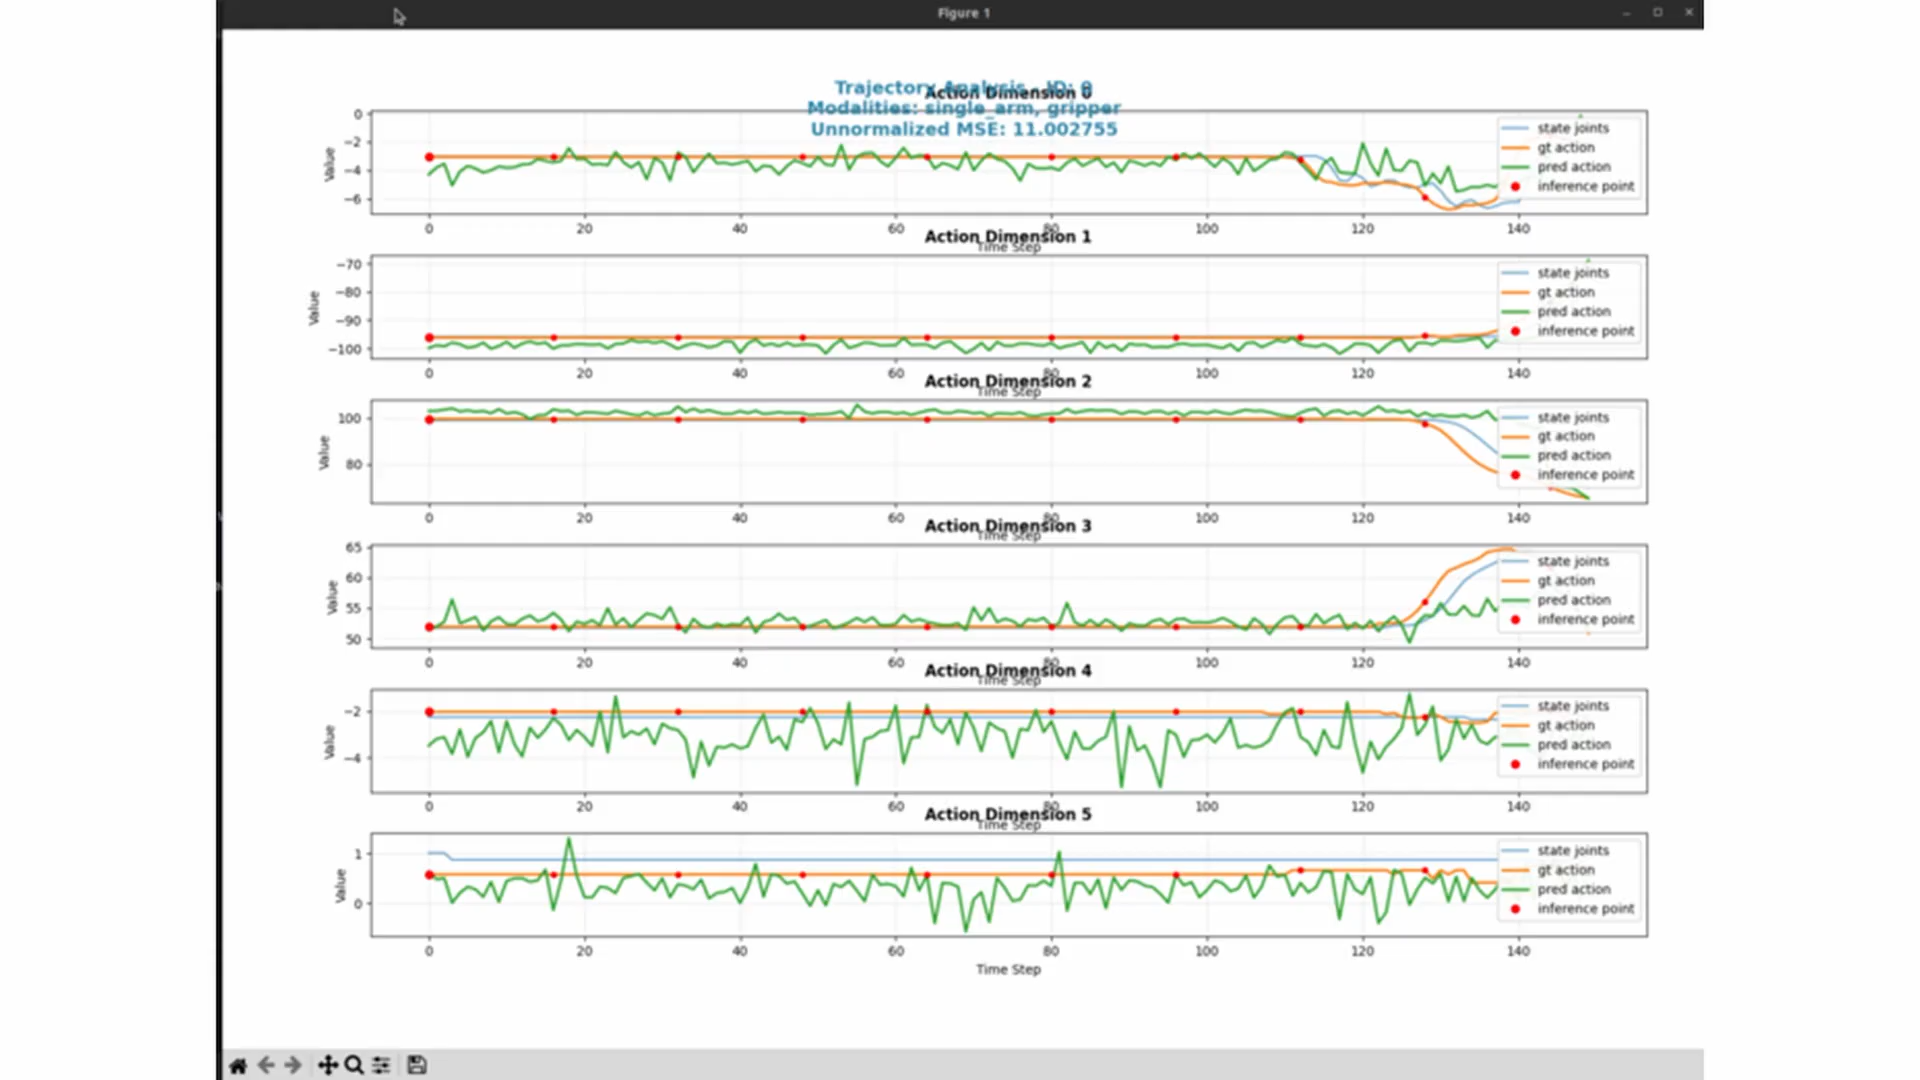 Figure 1
Trajectory Analysis - ID: 0
Modalities: single_arm, gripper
Unnormalized MSE: 11.002755
Action Dimension 0
Value
0
−2
−4
−6
state joints
gt action
pred action
inference point
0 20 40 60 80 100 120 140
Time Step
Action Dimension 1
Value
−70
−80
−90
−100
state joints
gt action
pred action
inference point
0 20 40 60 80 100 120 140
Time Step
Action Dimension 2
Value
100
80
state joints
gt action
pred action
inference point
0 20 40 60 80 100 120 140
Time Step
Action Dimension 3
Value
65
60
55
50
state joints
gt action
pred action
inference point
0 20 40 60 80 100 120 140
Time Step
Action Dimension 4
Value
−2
−4
state joints
gt action
pred action
inference point
0 20 40 60 80 100 120 140
Time Step
Action Dimension 5
Value
1
0
state joints
gt action
pred action
inference point
0 20 40 60 80 100 120 140
Time Step